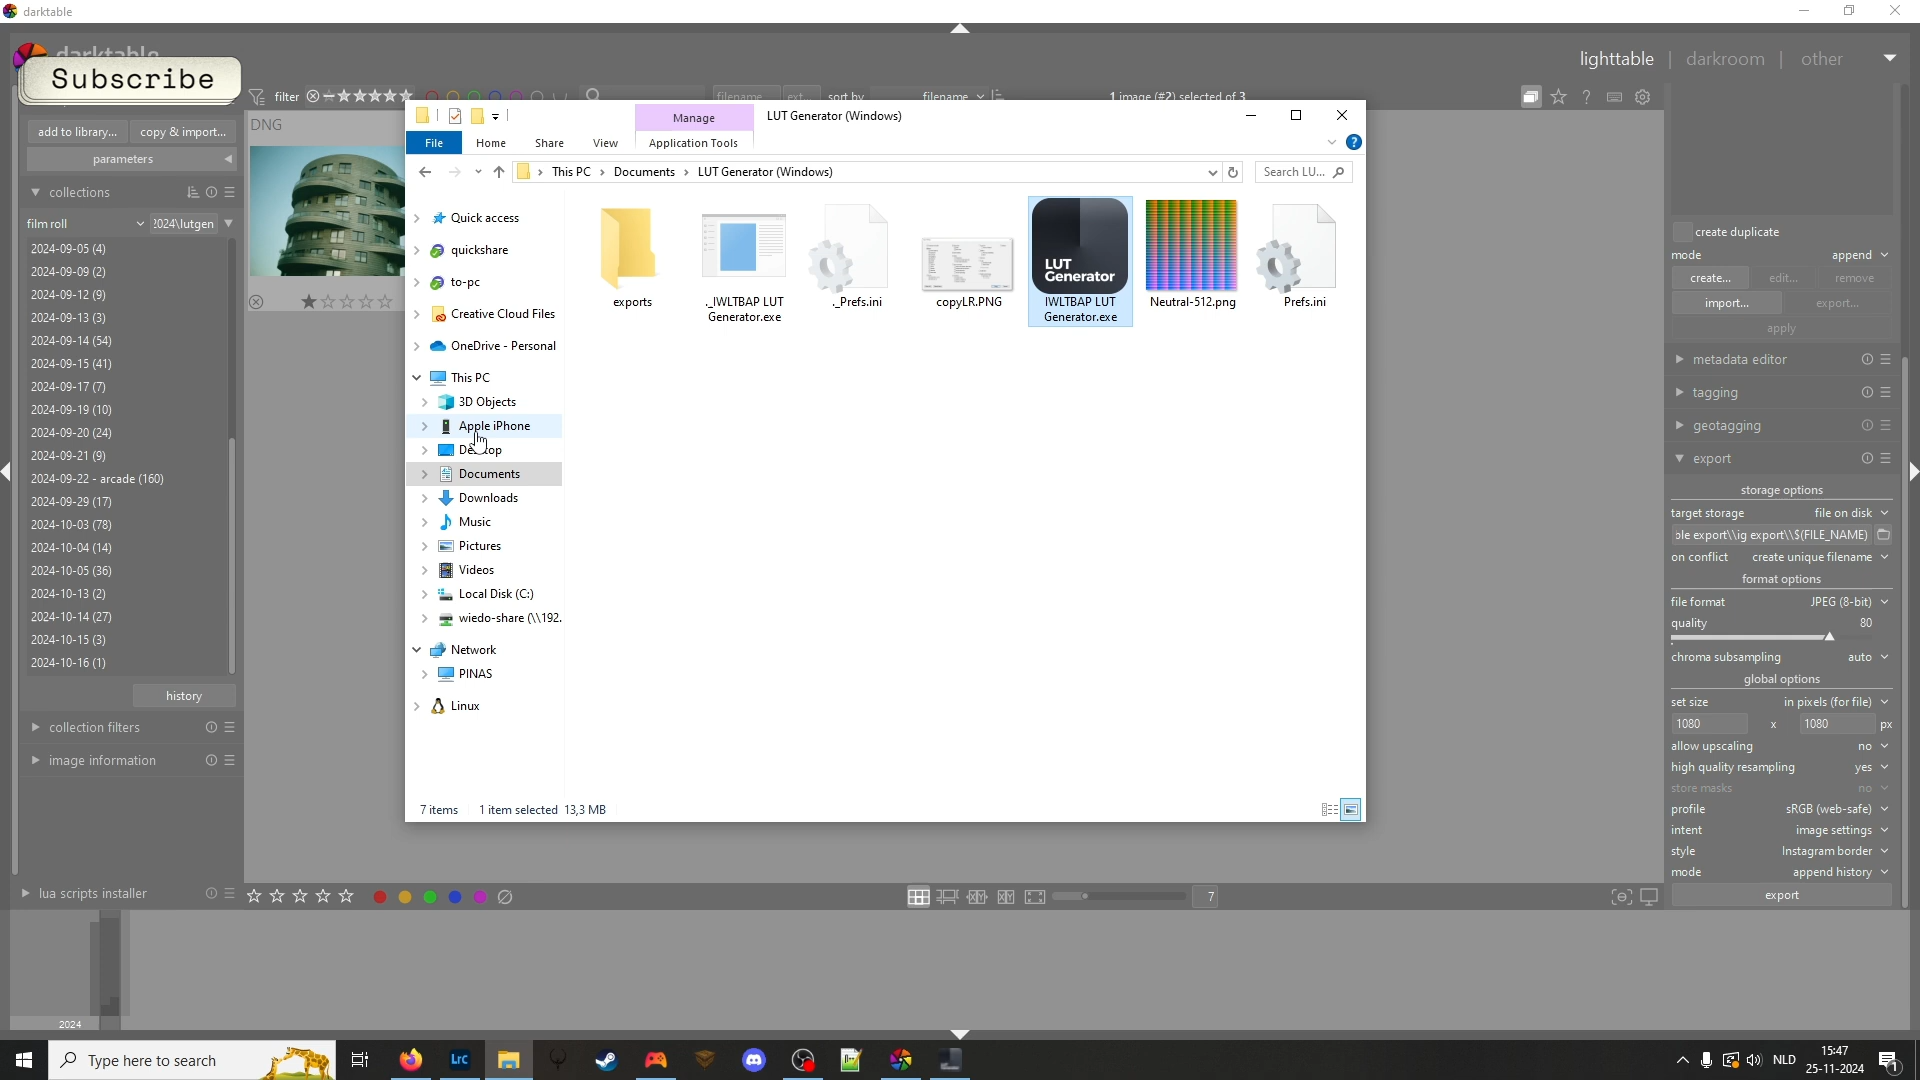 darktable
darktable
Subscribe
lighttable | darkroom | other
filter
filename
ext...
sort by
filename
1 image (#2) selected of 3
add to library...
copy & import...
parameters
collections
film roll
2024\lutgen
2024-09-05 (4)
2024-09-09 (2)
2024-09-12 (9)
2024-09-13 (3)
2024-09-14 (54)
2024-09-15 (41)
2024-09-17 (7)
2024-09-19 (10)
2024-09-20 (24)
2024-09-21 (9)
2024-09-22 - arcade (160)
2024-09-29 (17)
2024-10-03 (78)
2024-10-04 (14)
2024-10-05 (36)
2024-10-13 (2)
2024-10-14 (27)
2024-10-15 (3)
2024-10-16 (1)
history
collection filters
image information
lua scripts installer
DNG
Manage
LUT Generator (Windows)
File
Home
Share
View
Application Tools
This PC > Documents > LUT Generator (Windows)
Search LU...
Quick access
quickshare
to-pc
Creative Cloud Files
OneDrive - Personal
This PC
3D Objects
Apple iPhone
Documents
Downloads
Music
Pictures
Videos
Local Disk (C:)
wiedo-share (\\192.
Network
PINAS
Linux
exports
._IWLTBAP LUT
Generator.exe
._Prefs.ini
copyLR.PNG
LUT
Generator
IWLTBAP LUT
Generator.exe
Neutral-512.png
Prefs.ini
7 items
1 item selected 13,3 MB
create duplicate
mode
append
create...
edit...
remove
import...
export...
apply
metadata editor
tagging
geotagging
export
storage options
target storage
file on disk
ble export\\ig export\\$(FILE_NAME)
on conflict
create unique filename
format options
file format
JPEG (8-bit)
quality
80
chroma subsampling
auto
global options
set size
in pixels (for file)
1080
x
1080
px
allow upscaling
no
high quality resampling
yes
store masks
no
profile
sRGB (web-safe)
intent
image settings
style
Instagram border
mode
append history
export
7
2024
Type here to search
Lrc
NLD
15:47
25-11-2024
1